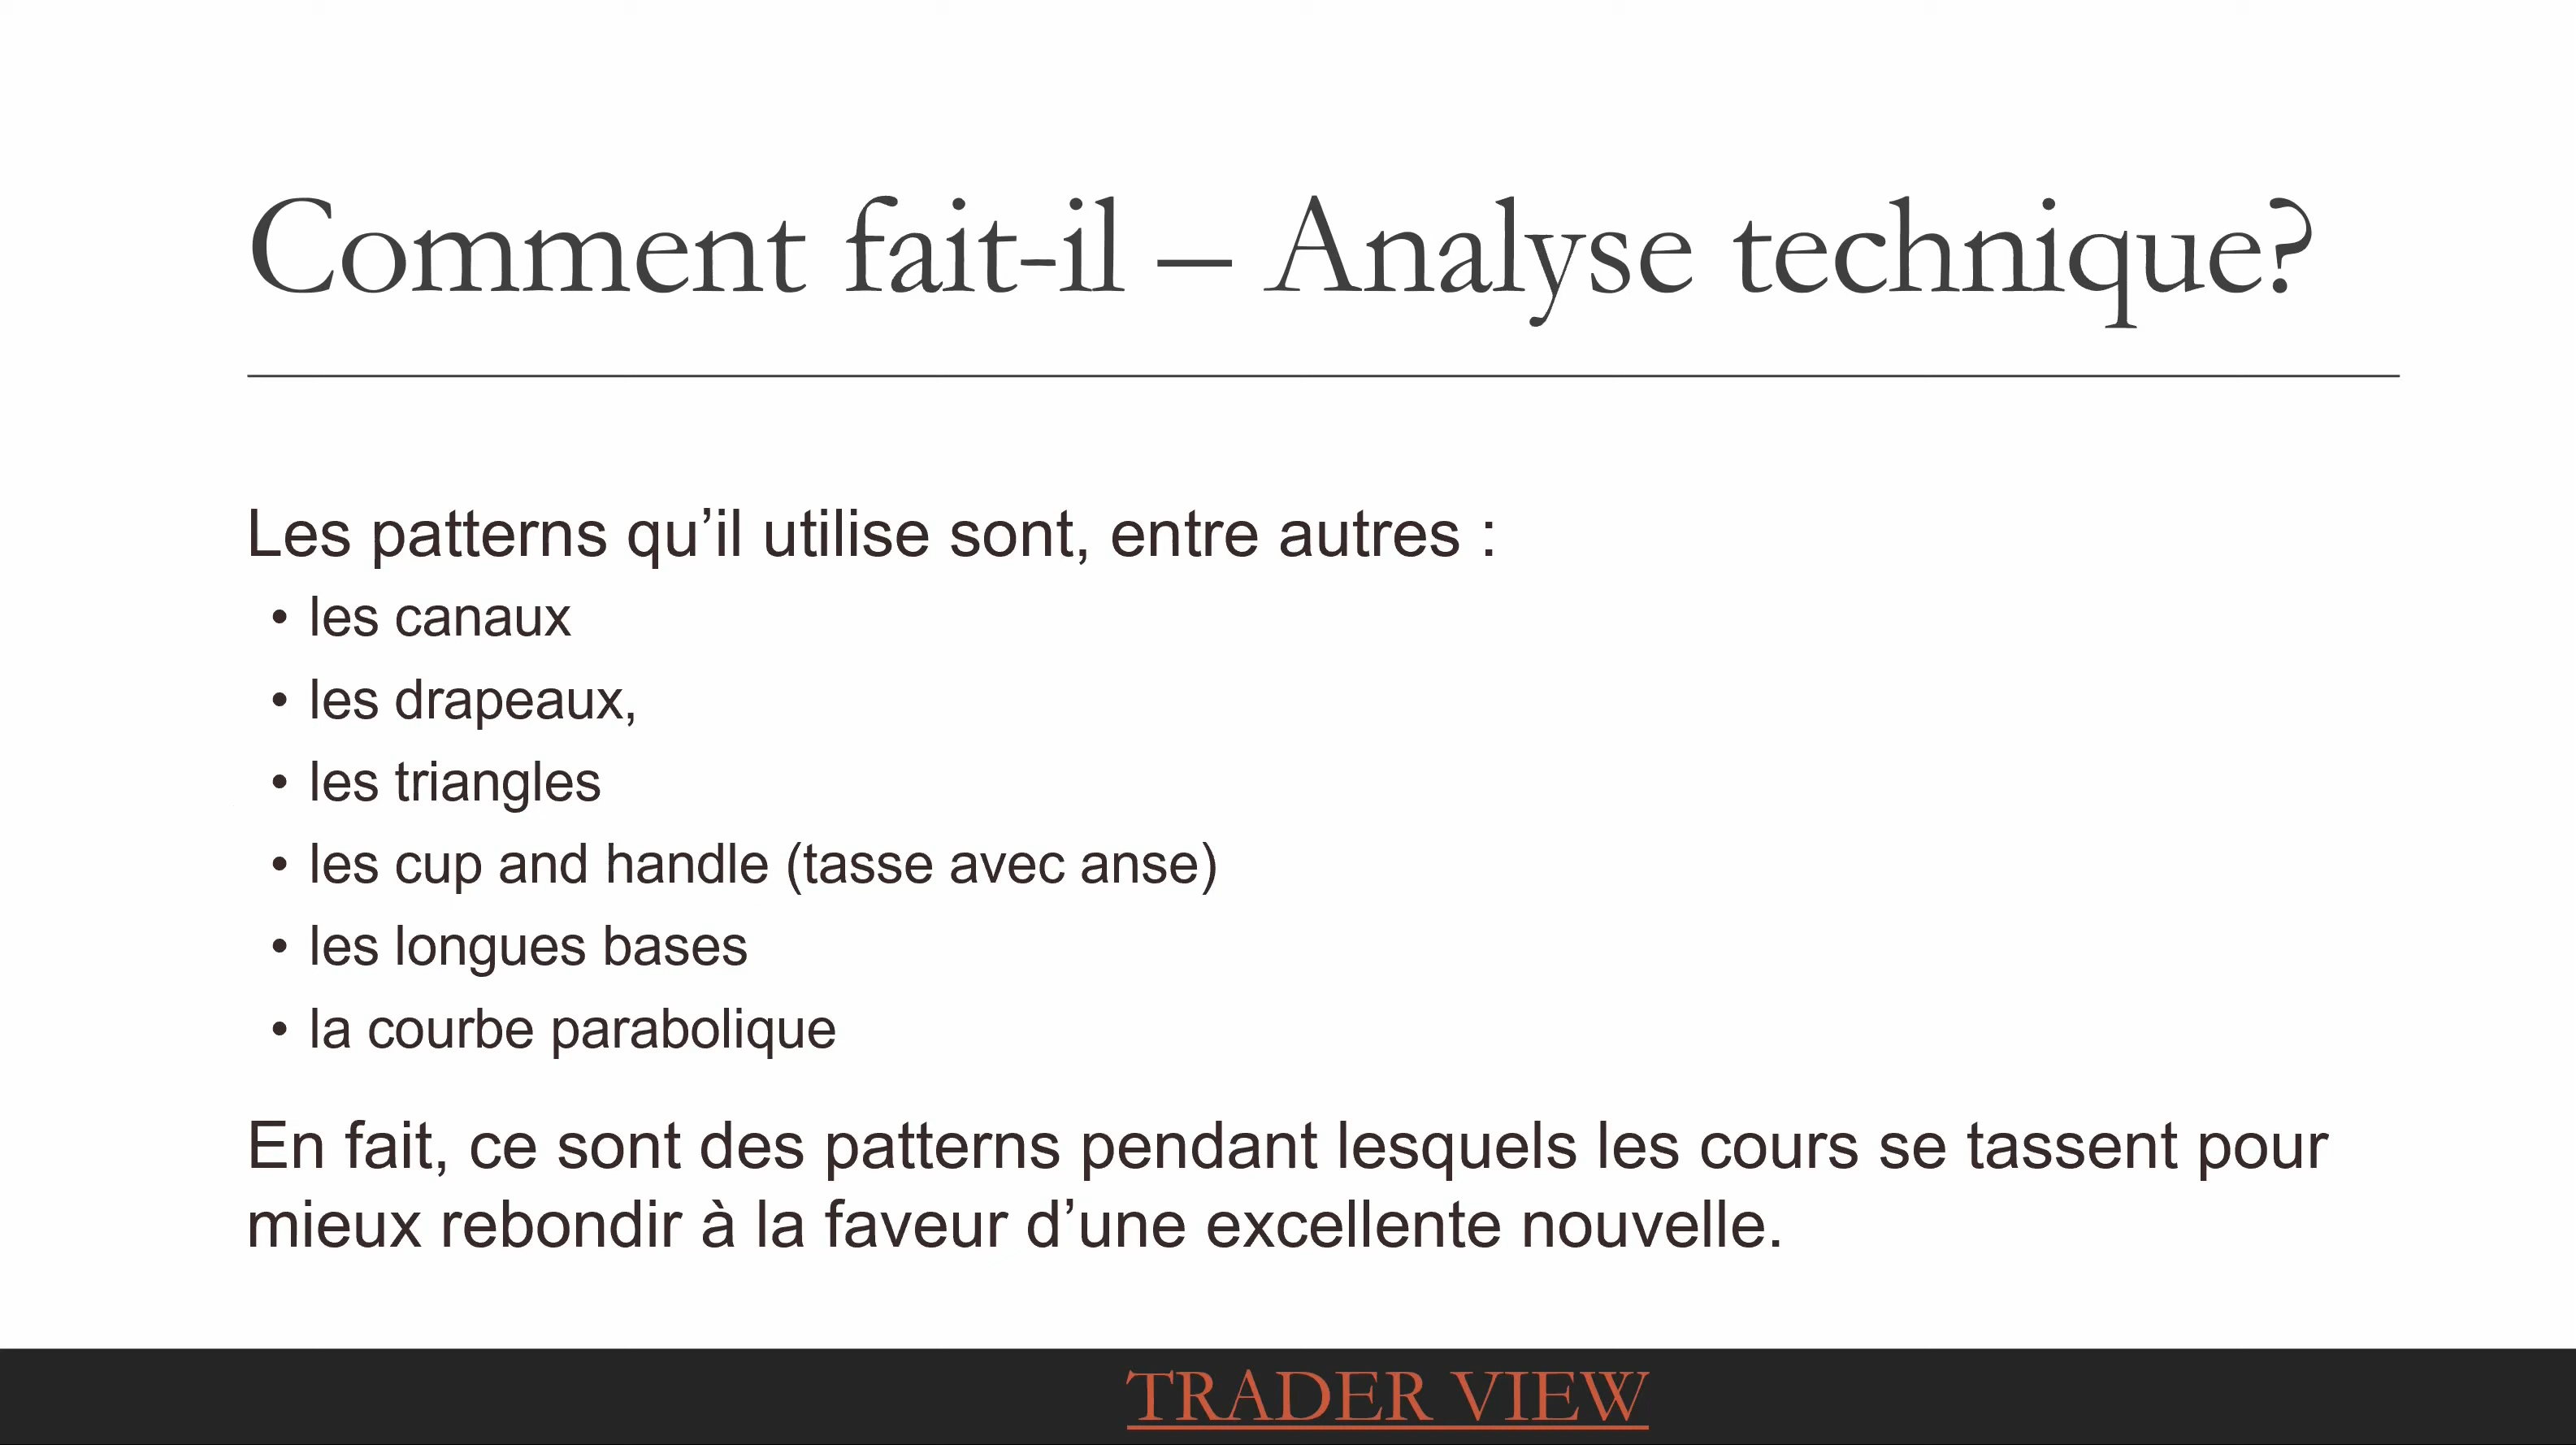 Comment fait-il – Analyse technique?
Les patterns qu’il utilise sont, entre autres :
• les canaux
• les drapeaux,
• les triangles
• les cup and handle (tasse avec anse)
• les longues bases
• la courbe parabolique
En fait, ce sont des patterns pendant lesquels les cours se tassent pour
mieux rebondir à la faveur d’une excellente nouvelle.
TRADER VIEW